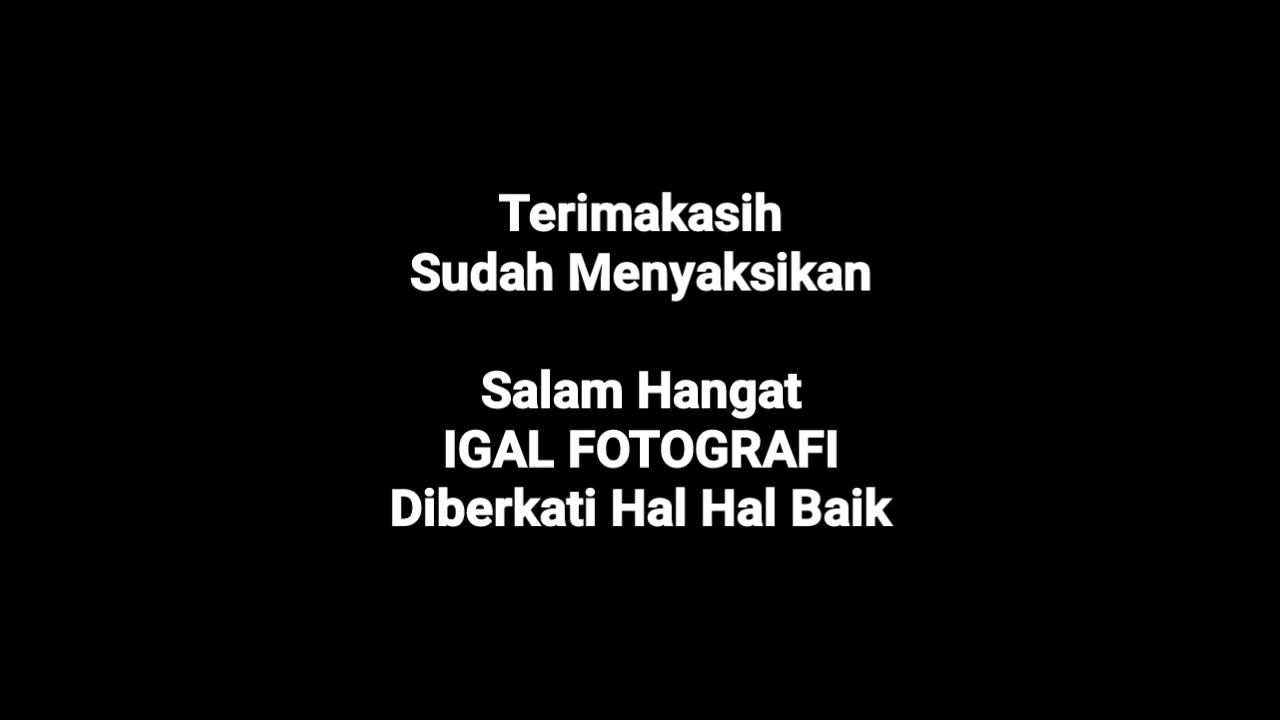 Terimakasih
Sudah Menyaksikan
Salam Hangat
IGAL FOTOGRAFI
Diberkati Hal Hal Baik